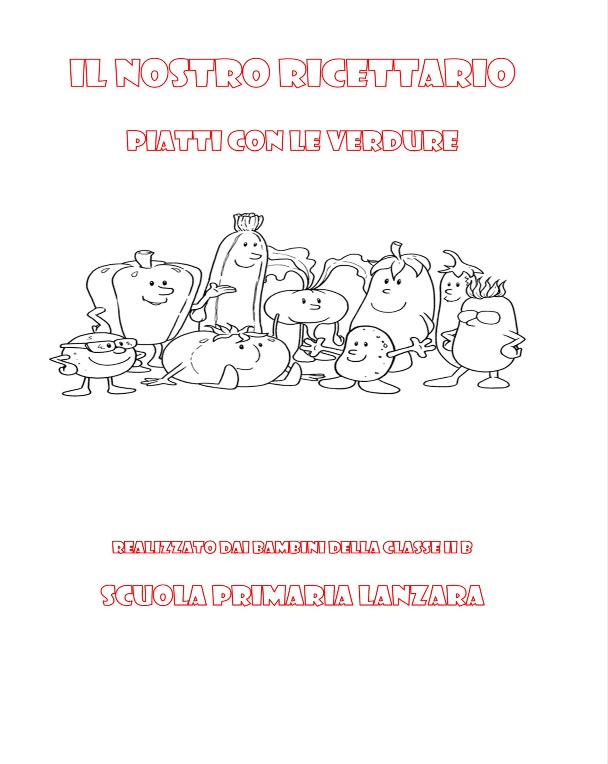 IL NOSTRO RICETTARIO
PIATTI CON LE VERDURE
REALIZZATO DAI BAMBINI DELLA CLASSE II B
SCUOLA PRIMARIA LANZARA